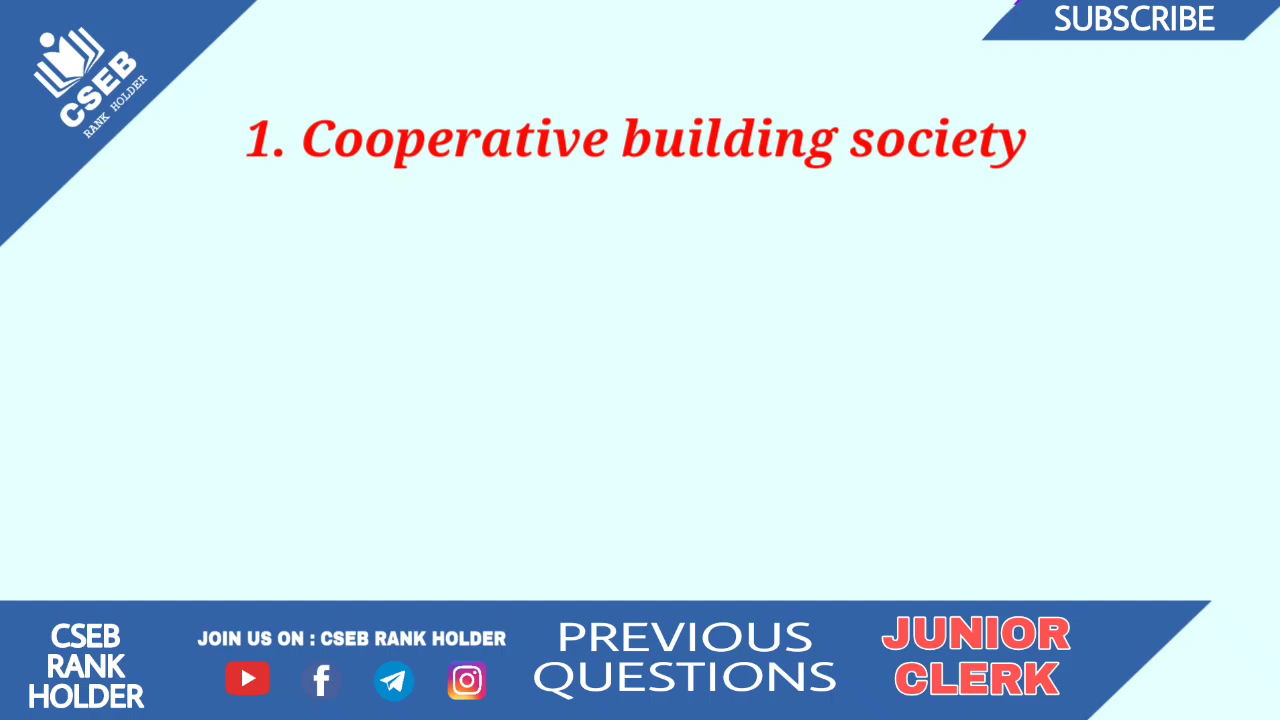 SUBSCRIBE
CSEB
RANK HOLDER
1. Cooperative building society
CSEB
RANK
HOLDER
JOIN US ON : CSEB RANK HOLDER
PREVIOUS
QUESTIONS
JUNIOR
CLERK